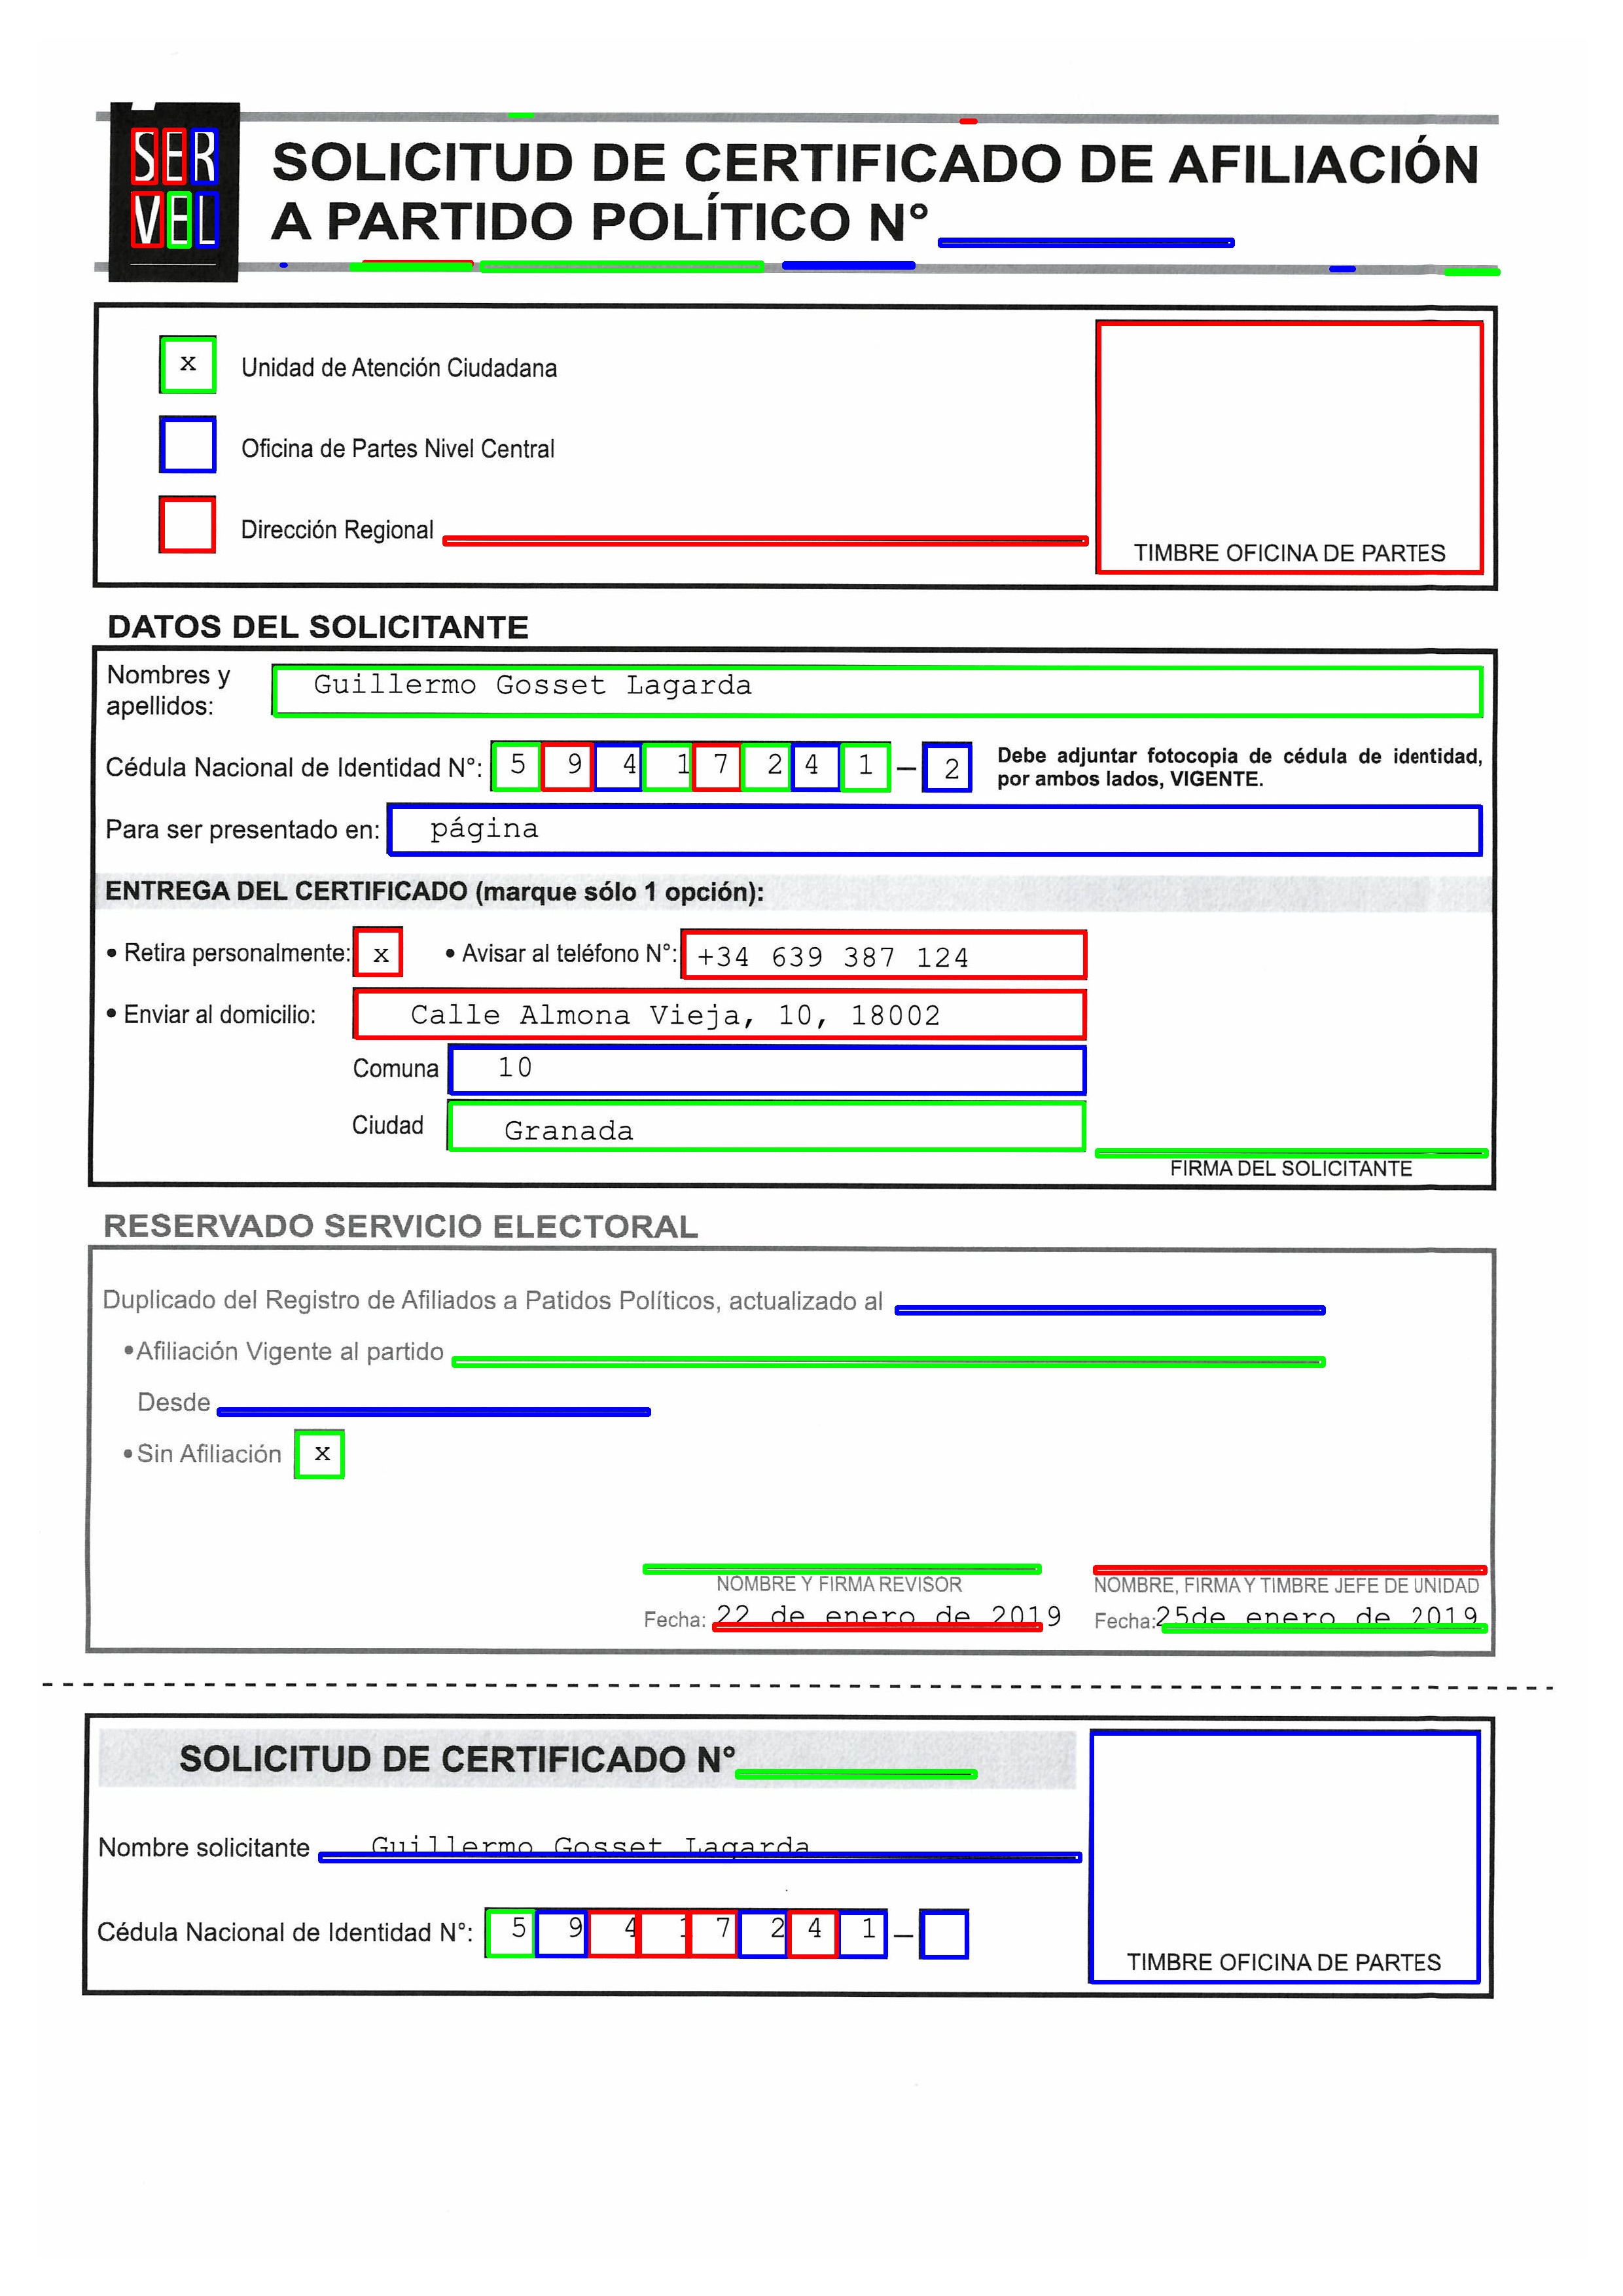 SER
VEL
SOLICITUD DE CERTIFICADO DE AFILIACIÓN
A PARTIDO POLÍTICO N°
x Unidad de Atención Ciudadana
Oficina de Partes Nivel Central
Dirección Regional
TIMBRE OFICINA DE PARTES
DATOS DEL SOLICITANTE
Nombres y
apellidos:
Guillermo Gosset Lagarda
Cédula Nacional de Identidad N°: 5 9 4 1 7 2 4 1 – 2
Debe adjuntar fotocopia de cédula de identidad,
por ambos lados, VIGENTE.
Para ser presentado en: página
ENTREGA DEL CERTIFICADO (marque sólo 1 opción):
• Retira personalmente: x • Avisar al teléfono N°: +34 639 387 124
• Enviar al domicilio: Calle Almona Vieja, 10, 18002
Comuna 10
Ciudad Granada
FIRMA DEL SOLICITANTE
RESERVADO SERVICIO ELECTORAL
Duplicado del Registro de Afiliados a Patidos Políticos, actualizado al
• Afiliación Vigente al partido
Desde
• Sin Afiliación x
NOMBRE Y FIRMA REVISOR
NOMBRE, FIRMA Y TIMBRE JEFE DE UNIDAD
Fecha: 22 de enero de 2019
Fecha: 25de enero de 2019
SOLICITUD DE CERTIFICADO N°
Nombre solicitante Guillermo Gosset Lagarda
Cédula Nacional de Identidad N°: 5 9 4 1 7 2 4 1 –
TIMBRE OFICINA DE PARTES